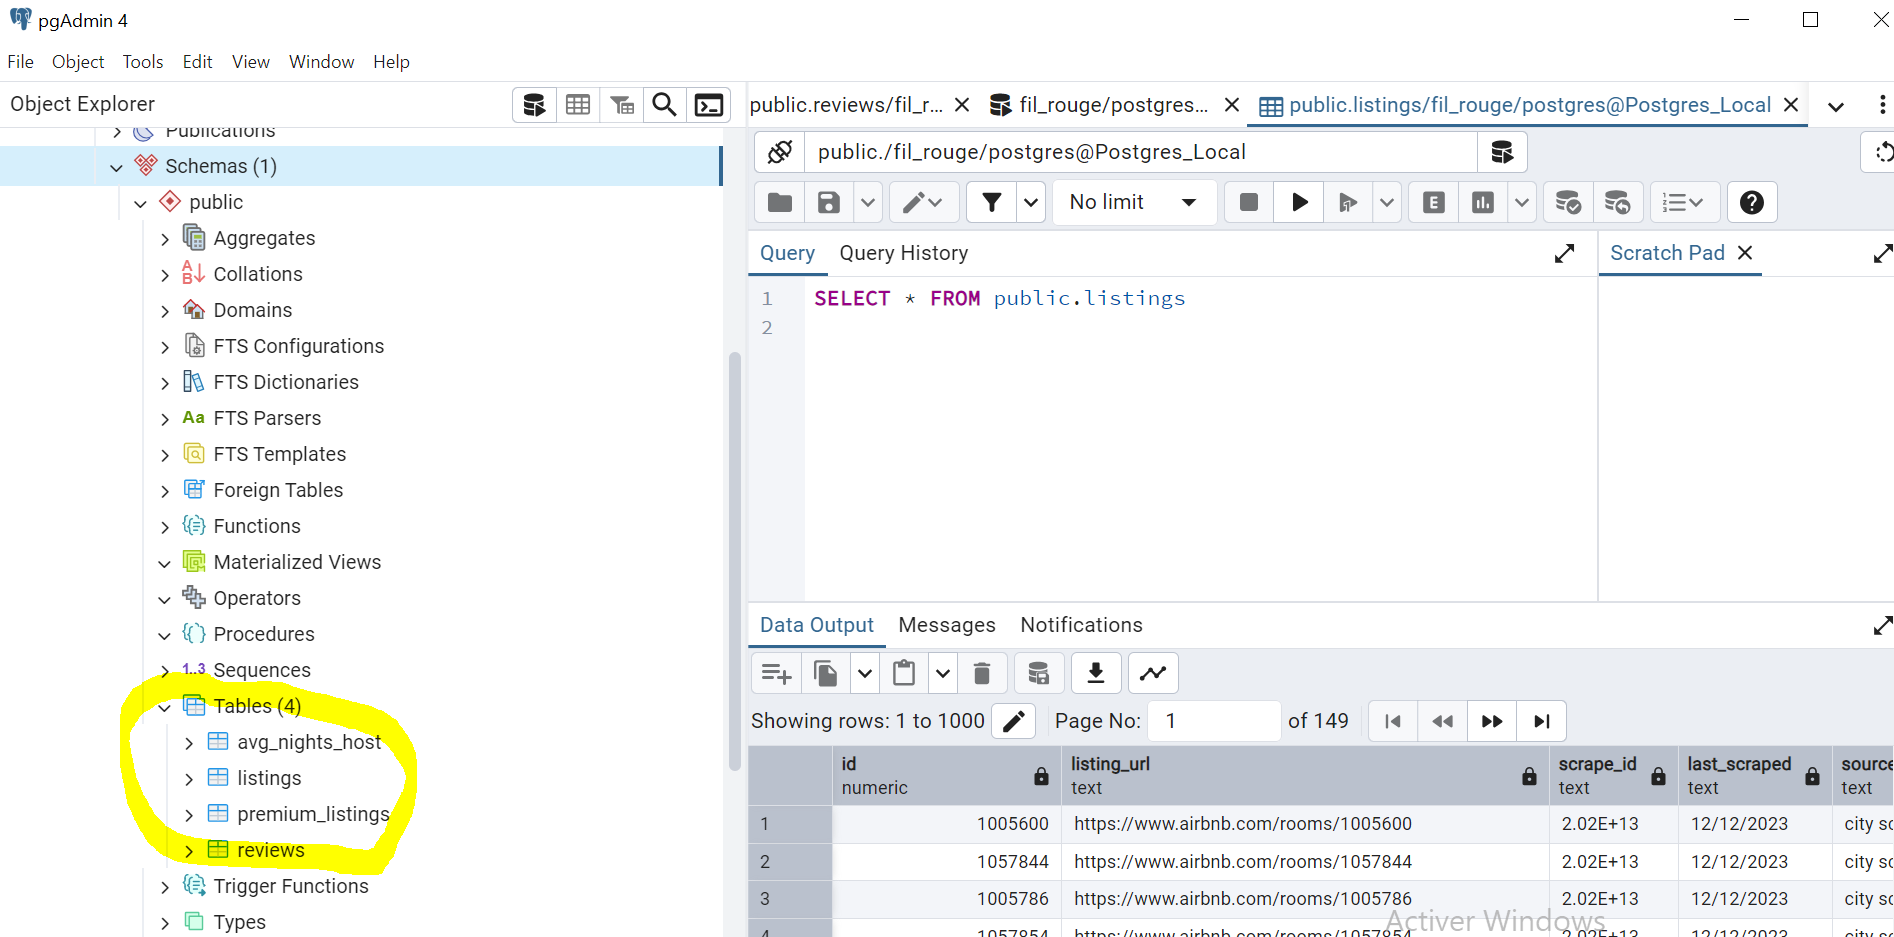 pgAdmin 4
File Object Tools Edit View Window Help
Object Explorer
public.reviews/fil_r... fil_rouge/postgres... public.listings/fil_rouge/postgres@Postgres_Local
Publications
Schemas (1)
public
Aggregates
Collations
Domains
FTS Configurations
FTS Dictionaries
Aa FTS Parsers
FTS Templates
Foreign Tables
Functions
Materialized Views
Operators
Procedures
1..3 Sequences
Tables (4)
avg_nights_host
listings
premium_listings
reviews
Trigger Functions
Types
public./fil_rouge/postgres@Postgres_Local
No limit
E
Query Query History
Scratch Pad
1 SELECT * FROM public.listings
2
Data Output Messages Notifications
Showing rows: 1 to 1000 Page No: 1 of 149
id listing_url scrape_id last_scraped source
numeric text text text text
1 1005600 https://www.airbnb.com/rooms/1005600 2.02E+13 12/12/2023 city sc
2 1057844 https://www.airbnb.com/rooms/1057844 2.02E+13 12/12/2023 city sc
3 1005786 https://www.airbnb.com/rooms/1005786 2.02E+13 12/12/2023 city sc
4 1057854 https://www.airbnb.com/rooms/1057854 2.02E+13 12/12/2023 city sc
Activer Windows